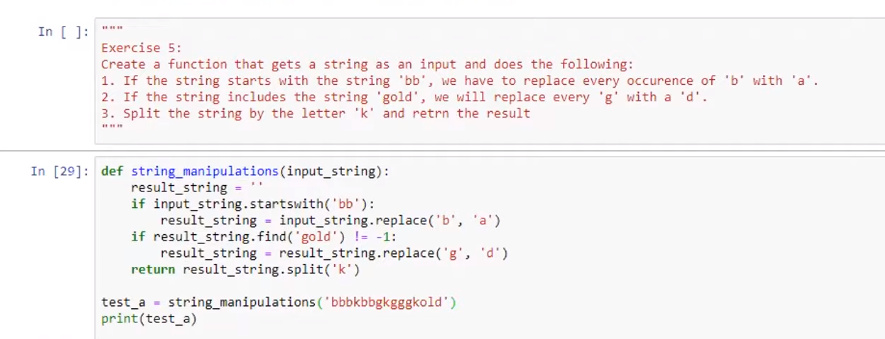 In [ ]: """
Exercise 5:
Create a function that gets a string as an input and does the following:
1. If the string starts with the string 'bb', we have to replace every occurence of 'b' with 'a'.
2. If the string includes the string 'gold', we will replace every 'g' with a 'd'.
3. Split the string by the letter 'k' and retrn the result
"""
In [29]: def string_manipulations(input_string):
result_string = ''
if input_string.startswith('bb'):
result_string = input_string.replace('b', 'a')
if result_string.find('gold') != -1:
result_string = result_string.replace('g', 'd')
return result_string.split('k')
test_a = string_manipulations('bbbkbbgkgggkold')
print(test_a)